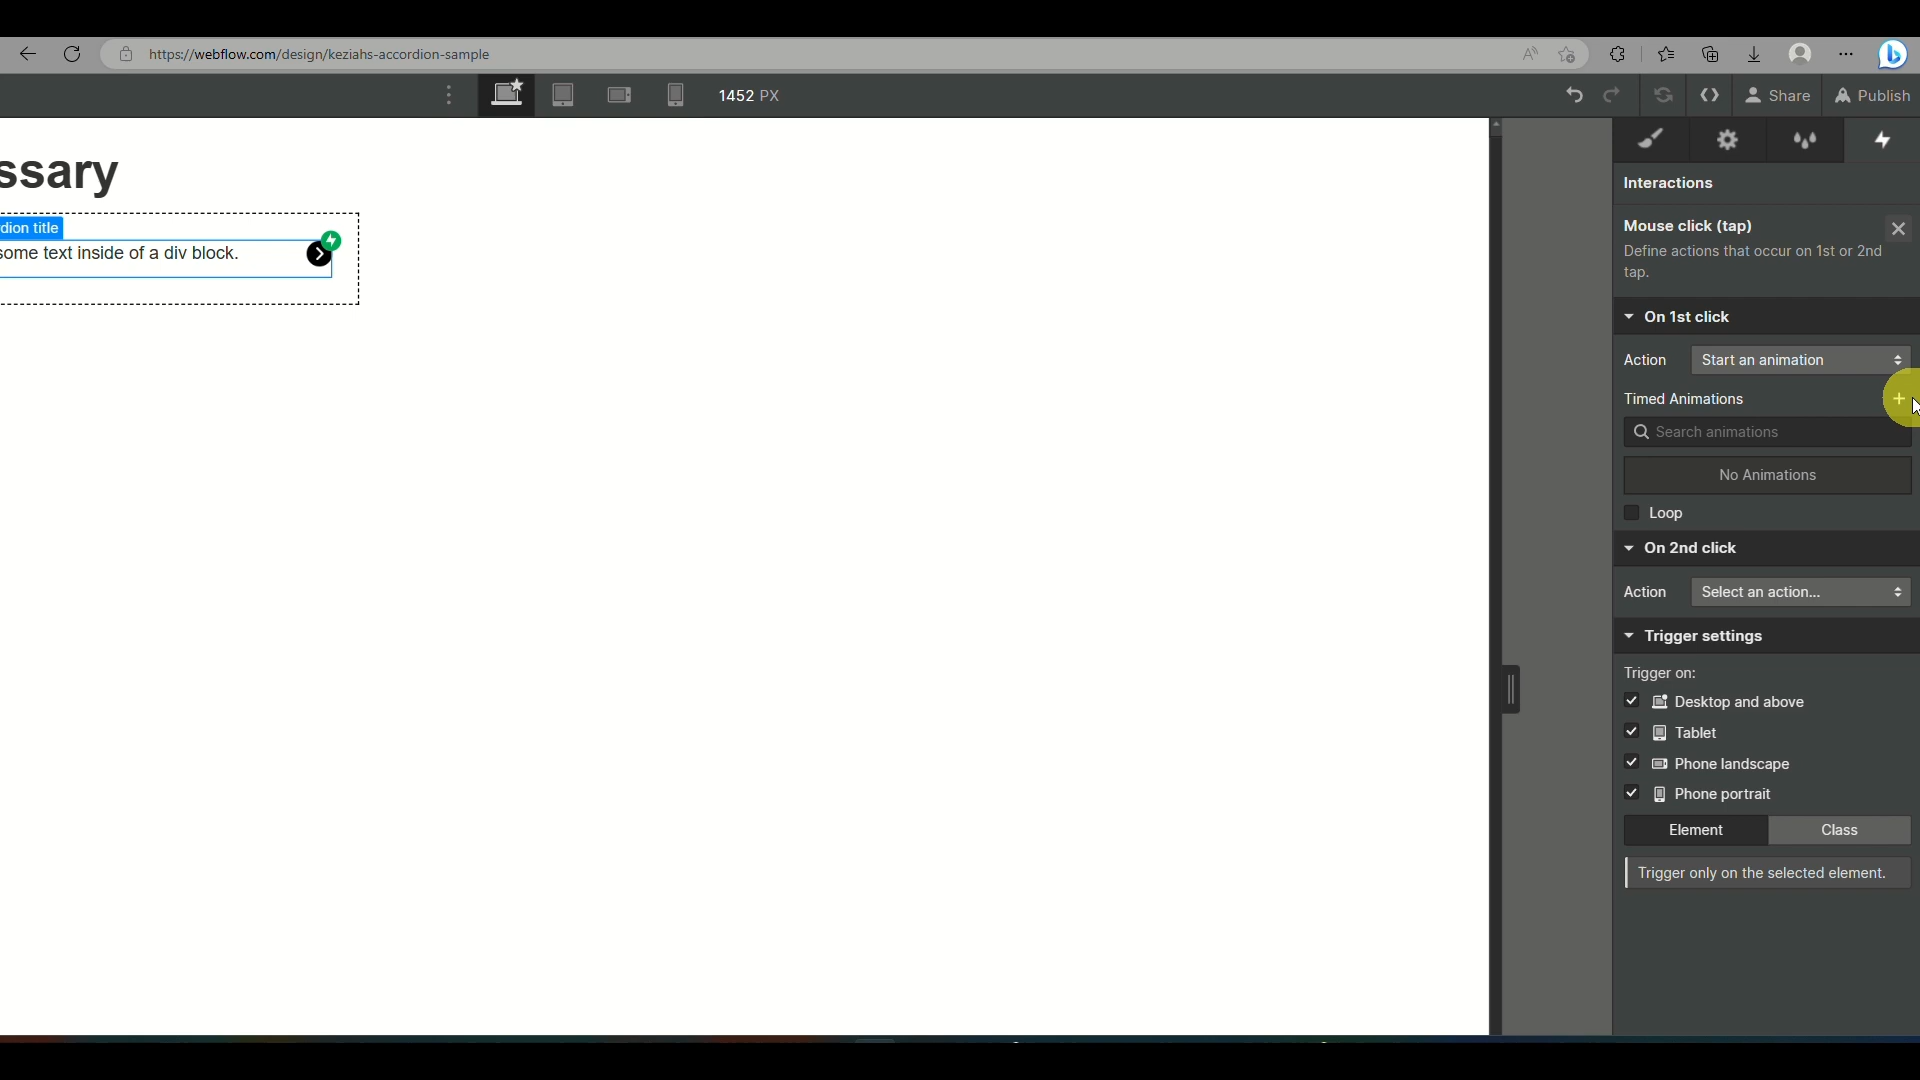 https://webflow.com/design/keziahs-accordion-sample
1452 PX
Share
Publish
ssary
dion title
some text inside of a div block.
Interactions
Mouse click (tap)
Define actions that occur on 1st or 2nd
tap.
On 1st click
Action Start an animation
Timed Animations
Search animations
No Animations
Loop
On 2nd click
Action Select an action...
Trigger settings
Trigger on:
Desktop and above
Tablet
Phone landscape
Phone portrait
Element Class
Trigger only on the selected element.